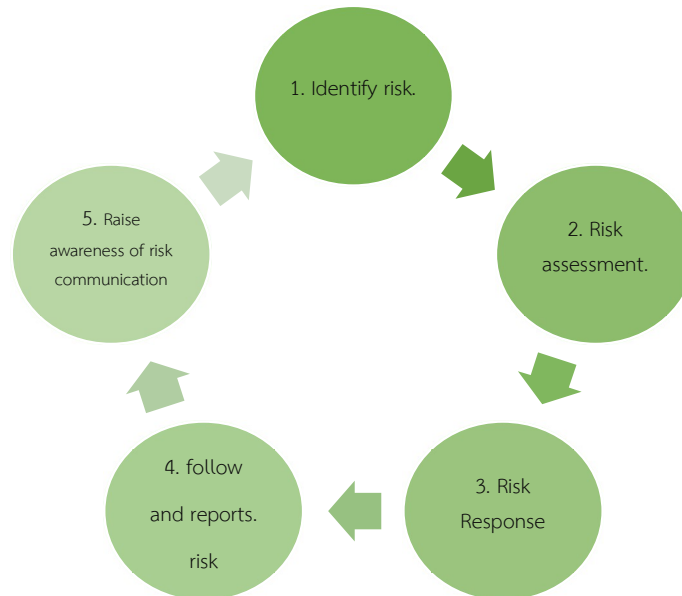 1. Identify risk.
2. Risk
assessment.
3. Risk
Response
4. follow
and reports.
risk
5. Raise
awareness of risk
communication